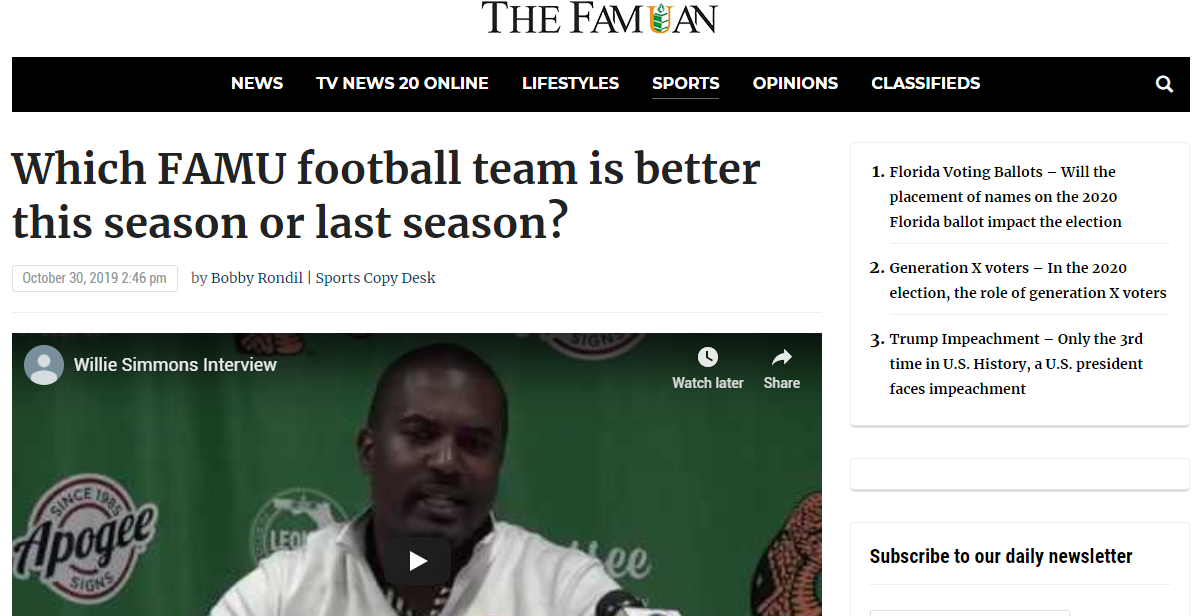 THE FAMUAN
NEWS TV NEWS 20 ONLINE LIFESTYLES SPORTS OPINIONS CLASSIFIEDS
Which FAMU football team is better
this season or last season?
October 30, 2019 2:46 pm by Bobby Rondil | Sports Copy Desk
Willie Simmons Interview
Watch later Share
SIGNS
SINCE 1985
Apogee
SIGNS
LEO
ee
1. Florida Voting Ballots – Will the
placement of names on the 2020
Florida ballot impact the election
2. Generation X voters – In the 2020
election, the role of generation X voters
3. Trump Impeachment – Only the 3rd
time in U.S. History, a U.S. president
faces impeachment
Subscribe to our daily newsletter